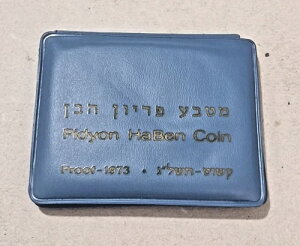 מטבע פדיון הבן
Pidyon HaBen Coin
Proof-1973 • קשוט-תשל"ג